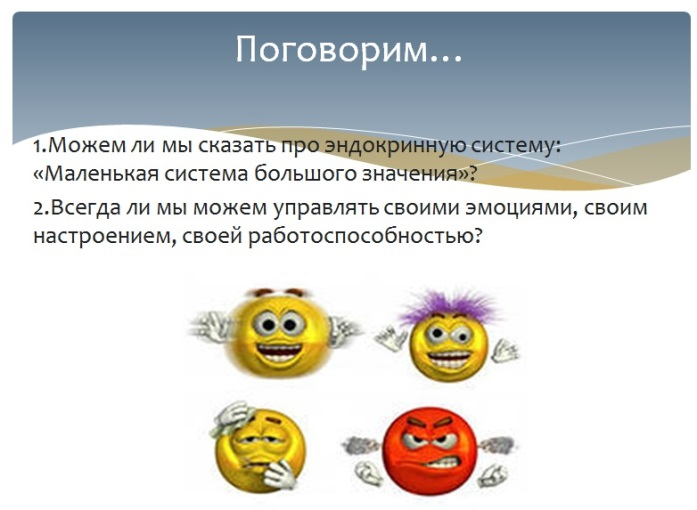 Поговорим...
1.Можем ли мы сказать про эндокринную систему:
«Маленькая система большого значения»?
2.Всегда ли мы можем управлять своими эмоциями, своим
настроением, своей работоспособностью?